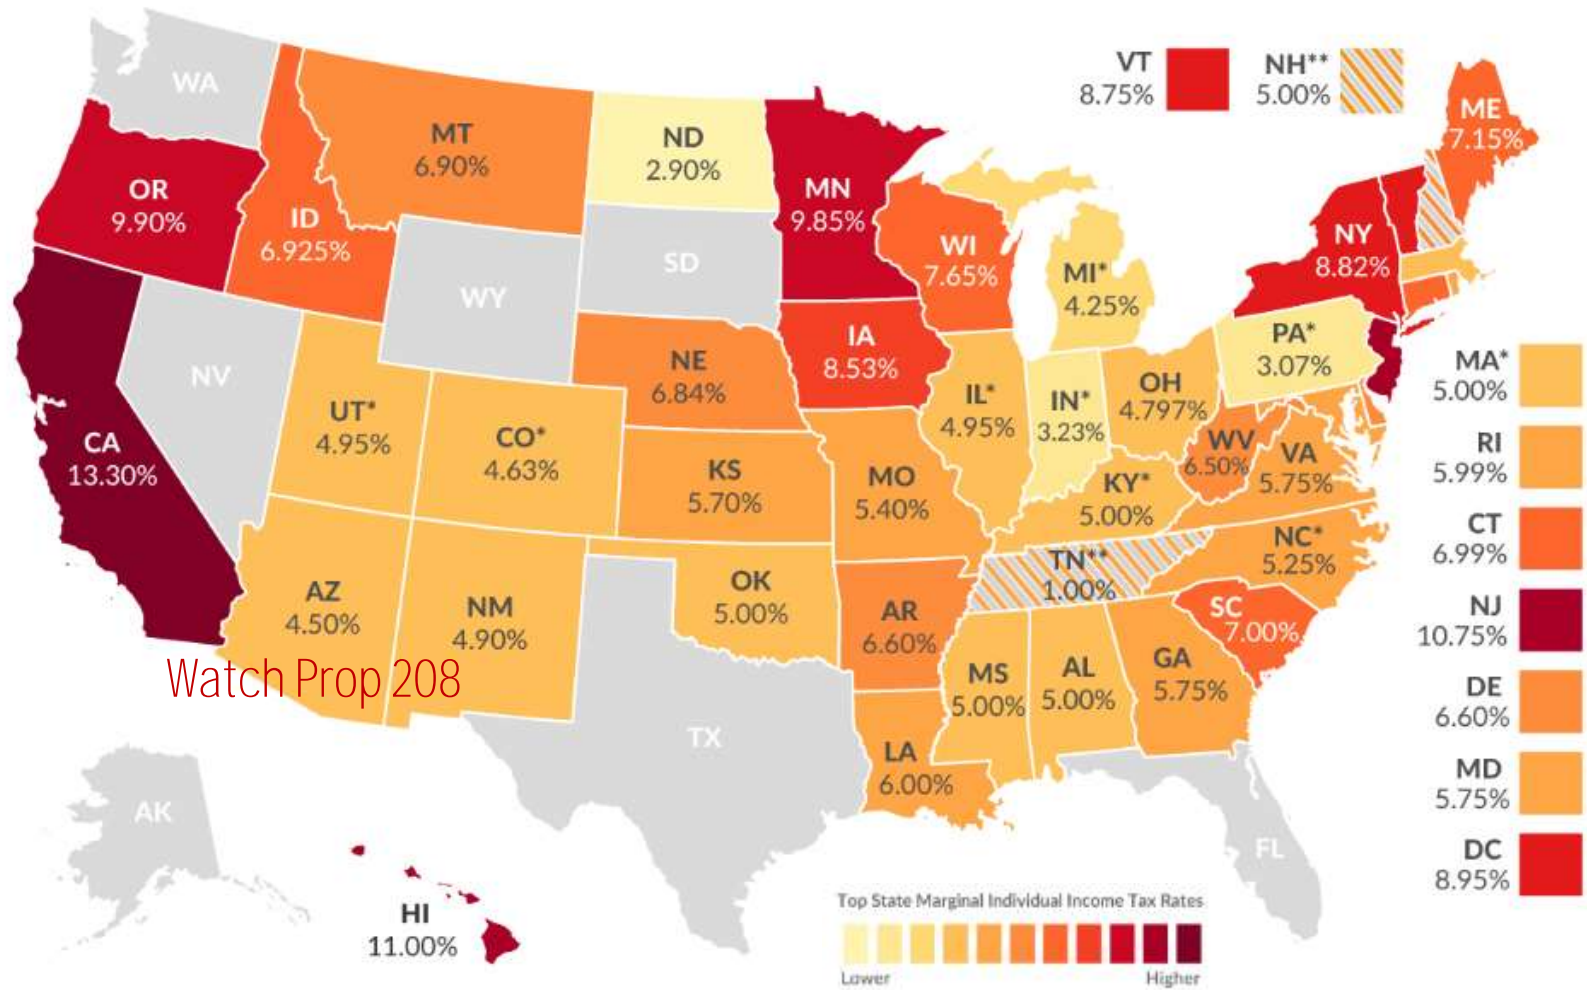 WA
VT
8.75%
NH**
5.00%
ME
7.15%
MT
6.90%
ND
2.90%
OR
9.90%
ID
6.925%
MN
9.85%
WI
7.65%
NY
8.82%
SD
WY
MI*
4.25%
IA
8.53%
PA*
3.07%
NV
NE
6.84%
MA*
5.00%
UT*
4.95%
CO*
4.63%
IL*
4.95%
IN*
3.23%
OH
4.797%
CA
13.30%
KS
5.70%
MO
5.40%
WV
6.50%
VA
5.75%
RI
5.99%
KY*
5.00%
NC*
5.25%
CT
6.99%
TN**
1.00%
AZ
4.50%
NM
4.90%
OK
5.00%
AR
6.60%
SC
7.00%
NJ
10.75%
Watch Prop 208
MS
5.00%
AL
5.00%
GA
5.75%
DE
6.60%
TX
LA
6.00%
MD
5.75%
AK
FL
DC
8.95%
HI
11.00%
Top State Marginal Individual Income Tax Rates
Lower
Higher